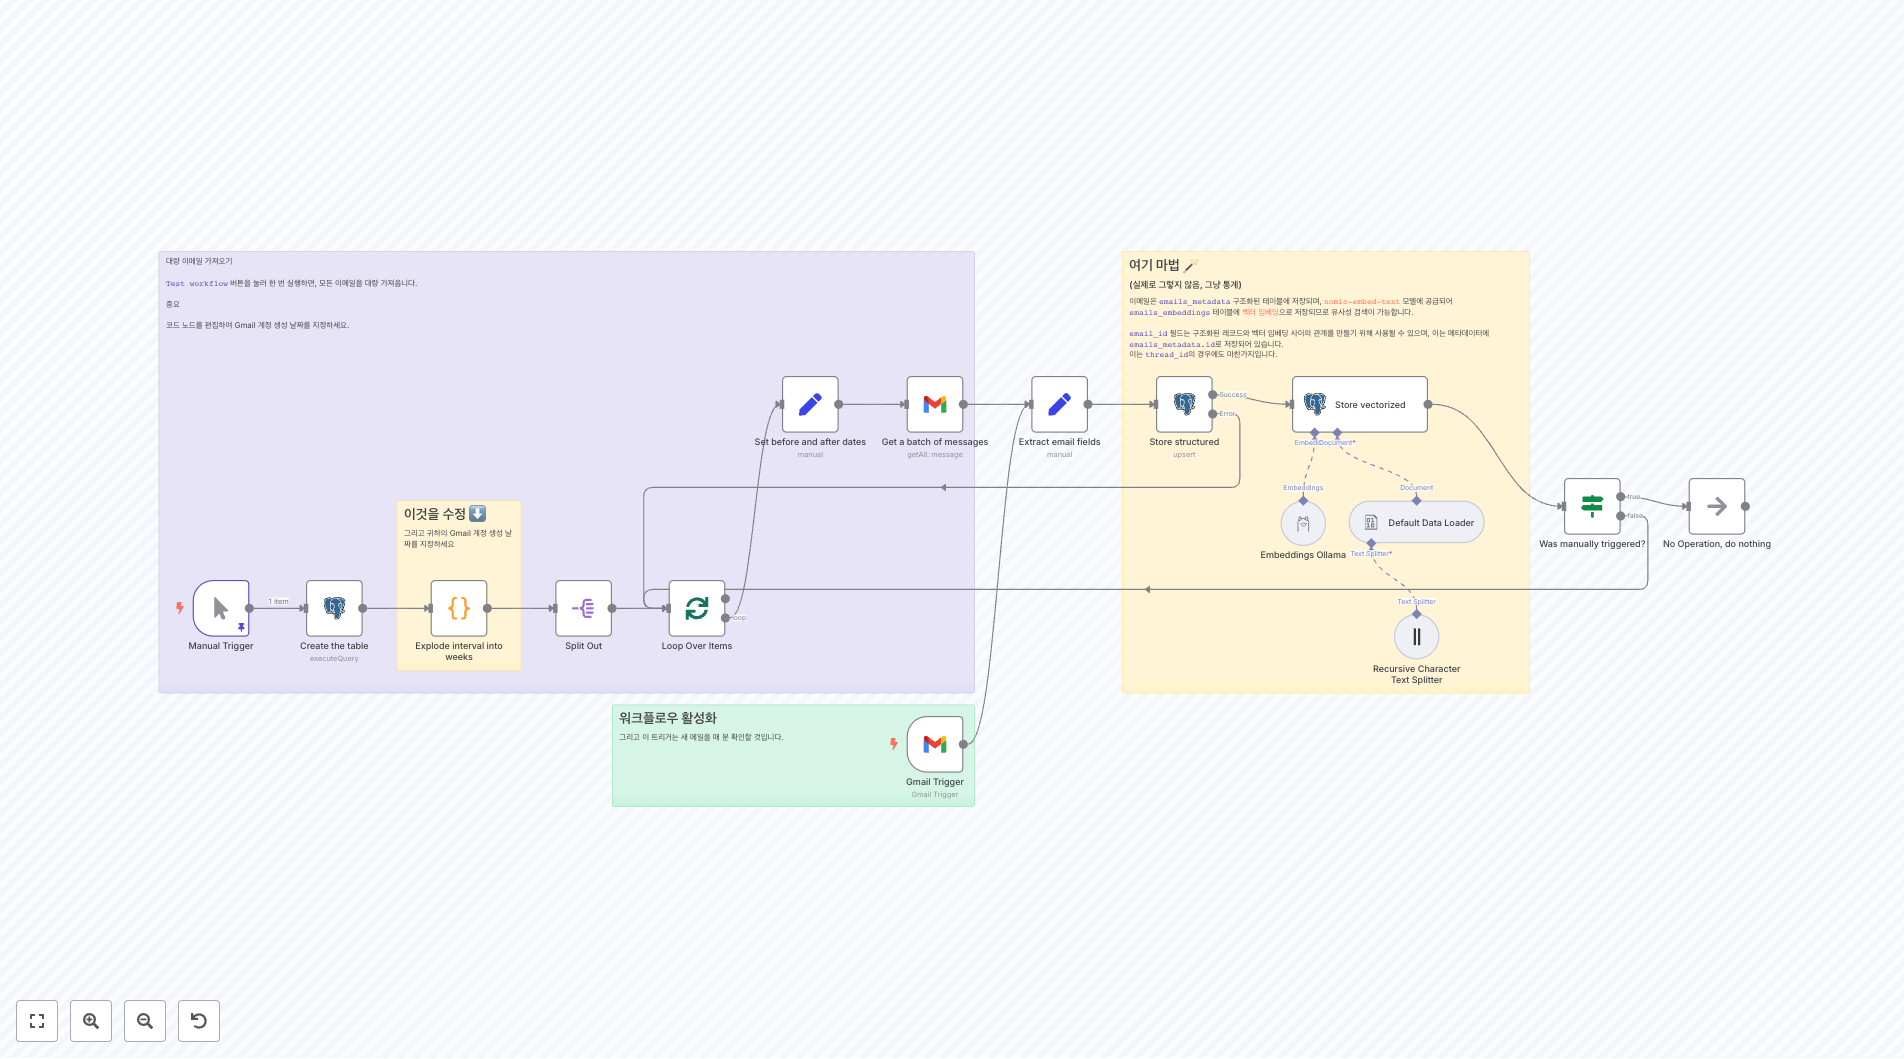 대량 이메일 가져오기
Test workflow 버튼을 눌러 한 번 실행하면, 모든 이메일을 대량 가져옵니다.
중요
코드 노드를 편집하여 Gmail 계정 생성 날짜를 지정하세요.
여기 마법 🪄
(실제로 그렇지 않음, 그냥 통계)
이메일은 emails_metadata 구조화된 테이블에 저장되며, nomic-embed-text 모델에 공급되어
emails_embeddings 테이블에 벡터 임베딩으로 저장되므로 유사성 검색이 가능합니다.
email_id 필드는 구조화된 레코드와 벡터 임베딩 사이의 관계를 만들기 위해 사용될 수 있으며, 이는 메타데이터에
emails_metadata.id로 저장되어 있습니다.
이는 thread_id의 경우에도 마찬가지입니다.
Set before and after dates
manual
Get a batch of messages
getAll: message
Extract email fields
manual
Success
Error
Store structured
upsert
Store vectorized
Embed
Document*
Embeddings
Document
Embeddings Ollama
Default Data Loader
Text Splitter*
Text Splitter
Recursive Character
Text Splitter
true
false
Was manually triggered?
No Operation, do nothing
이것을 수정 ⬇️
그리고 귀하의 Gmail 계정 생성 날
짜를 지정하세요
1 item
Manual Trigger
Create the table
executeQuery
Explode interval into
weeks
Split Out
loop
Loop Over Items
워크플로우 활성화
그리고 이 트리거는 새 메일을 매 분 확인할 것입니다.
Gmail Trigger
Gmail Trigger